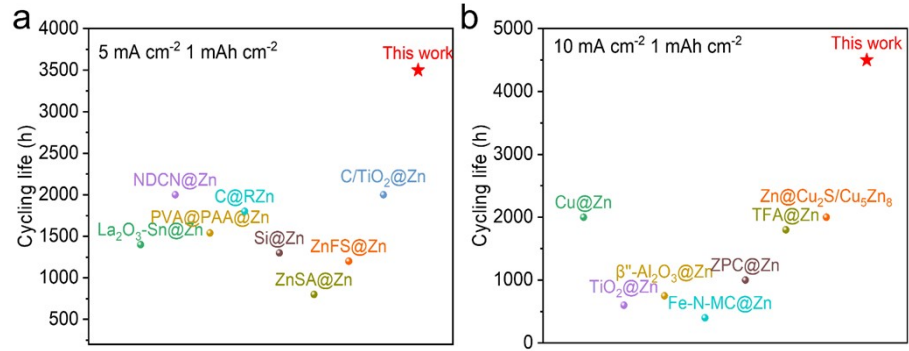 a
5 mA cm⁻² 1 mAh cm⁻²
This work
Cycling life (h)
4000
3500
3000
2500
2000
1500
1000
500
NDCN@Zn
C/TiO₂@Zn
C@RZn
PVA@PAA@Zn
La₂O₃-Sn@Zn
Si@Zn
ZnFS@Zn
ZnSA@Zn
b
10 mA cm⁻² 1 mAh cm⁻²
This work
Cycling life (h)
5000
4000
3000
2000
1000
0
Cu@Zn
Zn@Cu₂S/Cu₅Zn₈
TFA@Zn
β"-Al₂O₃@Zn
ZPC@Zn
TiO₂@Zn
Fe-N-MC@Zn